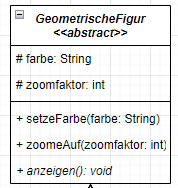 GeometrischeFigur
<<abstract>>
# farbe: String
# zoomfaktor: int
+ setzeFarbe(farbe: String)
+ zoomeAuf(zoomfaktor: int)
+ anzeigen(): void